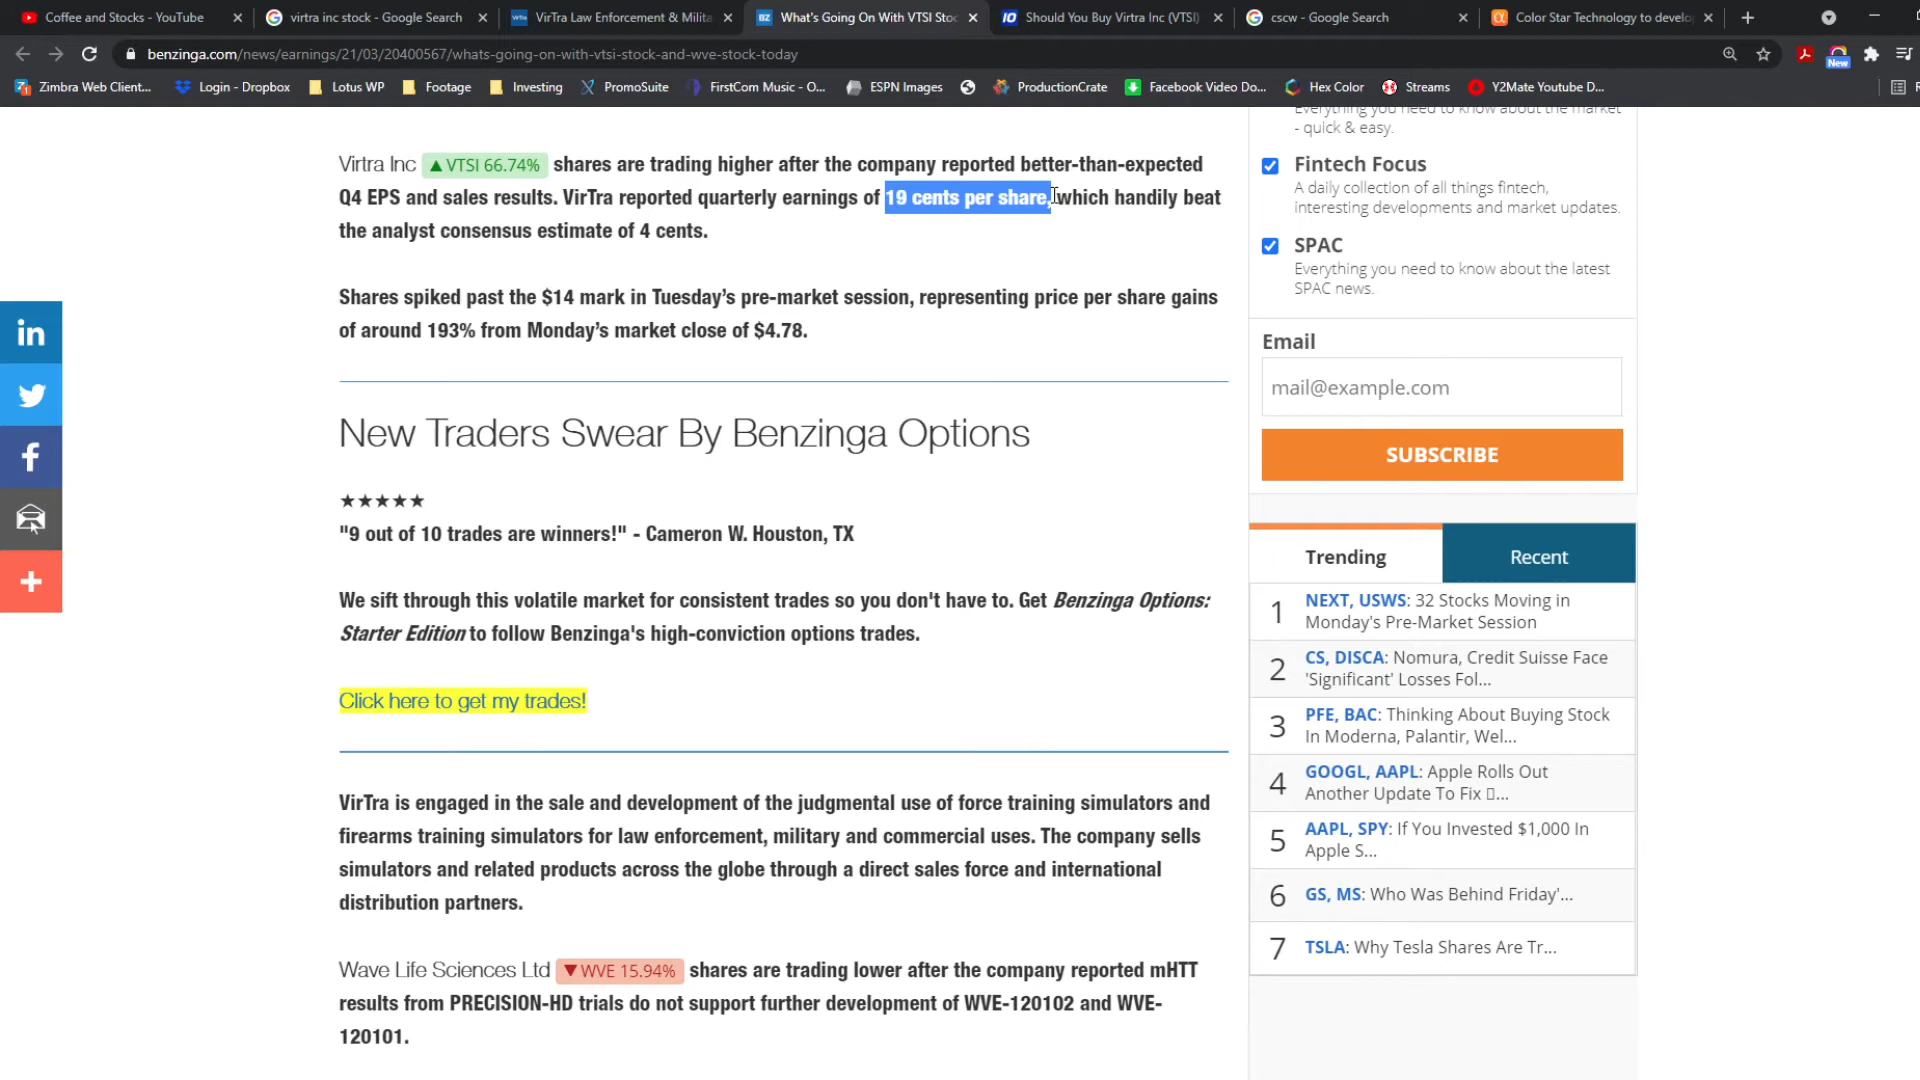 Coffee and Stocks - YouTube
virtra inc stock - Google Search
VirTra Law Enforcement & Milita
What's Going On With VTSI Stoc
Should You Buy Virtra Inc (VTSI)
cscw - Google Search
Color Star Technology to develo
benzinga.com/news/earnings/21/03/20400567/whats-going-on-with-vtsi-stock-and-wve-stock-today
New
Zimbra Web Client...
Login - Dropbox
Lotus WP
Footage
Investing
PromoSuite
FirstCom Music - O...
ESPN Images
ProductionCrate
Facebook Video Do...
Hex Color
Streams
Y2Mate Youtube D...
Virtra Inc ▲VTSI 66.74% shares are trading higher after the company reported better-than-expected
Q4 EPS and sales results. VirTra reported quarterly earnings of 19 cents per share, which handily beat
the analyst consensus estimate of 4 cents.
Shares spiked past the $14 mark in Tuesday's pre-market session, representing price per share gains
of around 193% from Monday's market close of $4.78.
New Traders Swear By Benzinga Options
★★★★★
"9 out of 10 trades are winners!" - Cameron W. Houston, TX
We sift through this volatile market for consistent trades so you don't have to. Get Benzinga Options:
Starter Edition to follow Benzinga's high-conviction options trades.
Click here to get my trades!
VirTra is engaged in the sale and development of the judgmental use of force training simulators and
firearms training simulators for law enforcement, military and commercial uses. The company sells
simulators and related products across the globe through a direct sales force and international
distribution partners.
Wave Life Sciences Ltd ▼WVE 15.94% shares are trading lower after the company reported mHTT
results from PRECISION-HD trials do not support further development of WVE-120102 and WVE-
120101.
Everything you need to know about the market
- quick & easy.
Fintech Focus
A daily collection of all things fintech,
interesting developments and market updates.
SPAC
Everything you need to know about the latest
SPAC news.
Email
mail@example.com
SUBSCRIBE
Trending
Recent
1 NEXT, USWS: 32 Stocks Moving in
Monday's Pre-Market Session
2 CS, DISCA: Nomura, Credit Suisse Face
'Significant' Losses Fol...
3 PFE, BAC: Thinking About Buying Stock
In Moderna, Palantir, Wel...
4 GOOGL, AAPL: Apple Rolls Out
Another Update To Fix ▯...
5 AAPL, SPY: If You Invested $1,000 In
Apple S...
6 GS, MS: Who Was Behind Friday'...
7 TSLA: Why Tesla Shares Are Tr...